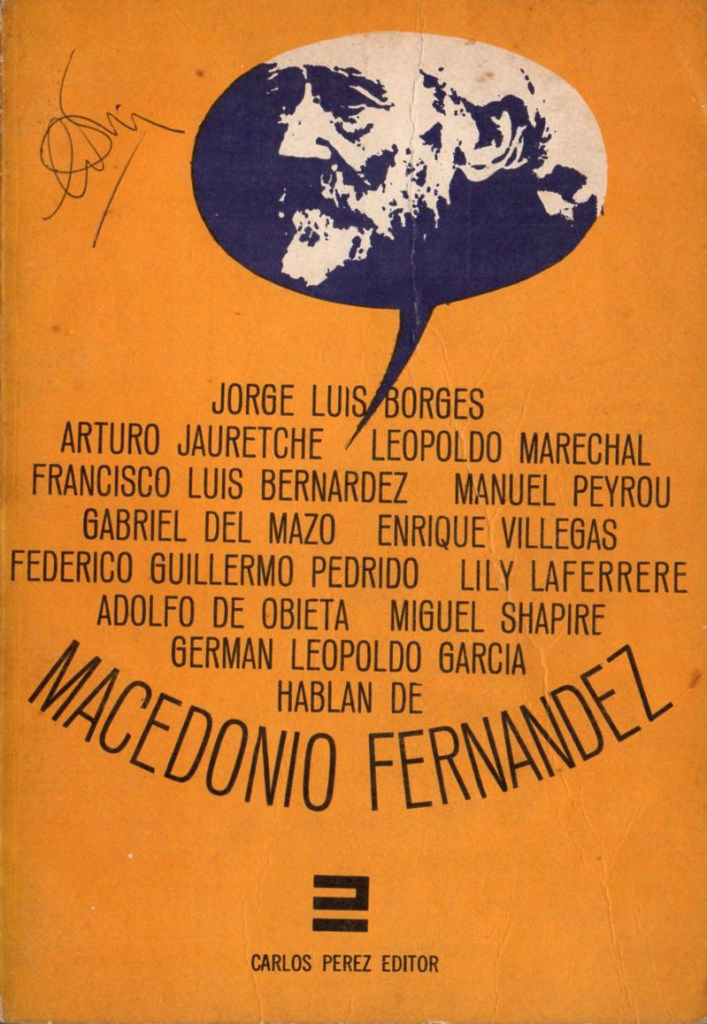 JORGE LUIS BORGES
ARTURO JAURETCHE LEOPOLDO MARECHAL
FRANCISCO LUIS BERNARDEZ MANUEL PEYROU
GABRIEL DEL MAZO ENRIQUE VILLEGAS
FEDERICO GUILLERMO PEDRIDO LILY LAFERRERE
ADOLFO DE OBIETA MIGUEL SHAPIRE
GERMAN LEOPOLDO GARCIA
HABLAN DE
MACEDONIO FERNANDEZ
CARLOS PEREZ EDITOR